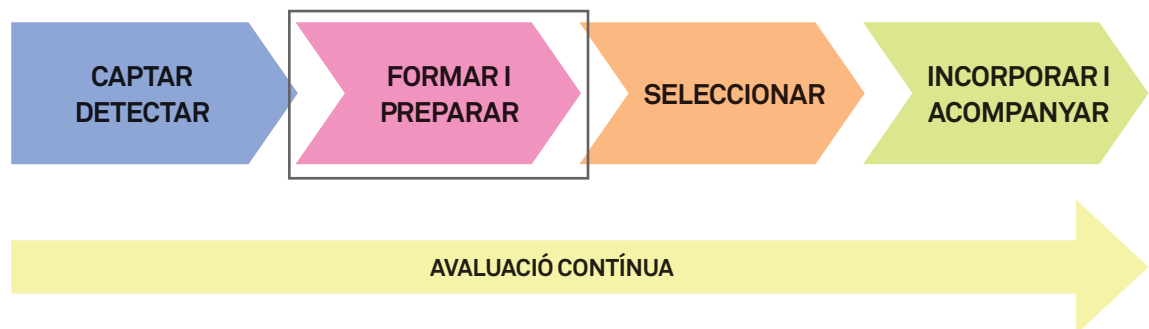 CAPTAR
DETECTAR
FORMAR I
PREPARAR
SELECCIONAR
INCORPORAR I
ACOMPANYAR
AVALUACIÓ CONTÍNUA